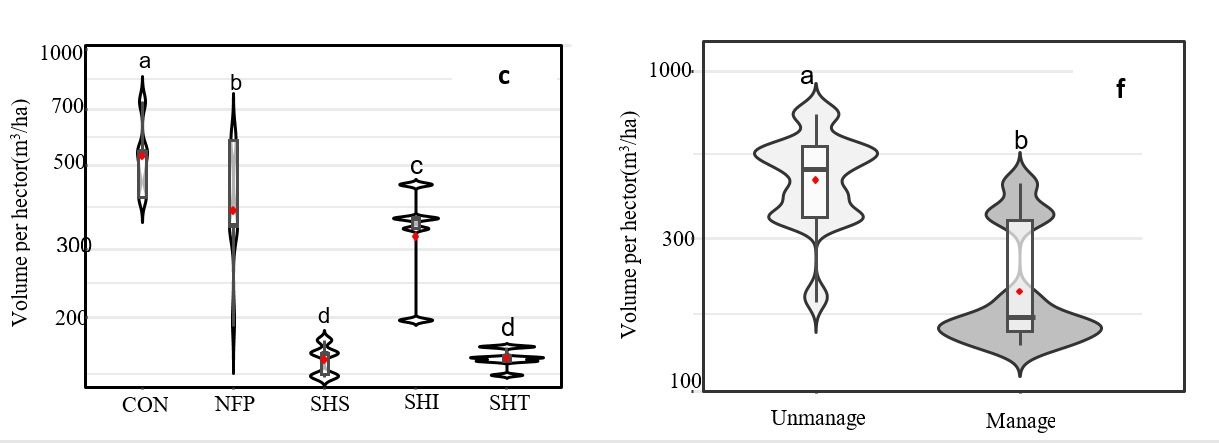 Volume per hector(m³/ha)
1000
700
500
300
200
a
b
c
d
d
c
CON NFP SHS SHI SHT
Volume per hector(m³/ha)
1000
300
100
a
b
f
Unmanage Manage